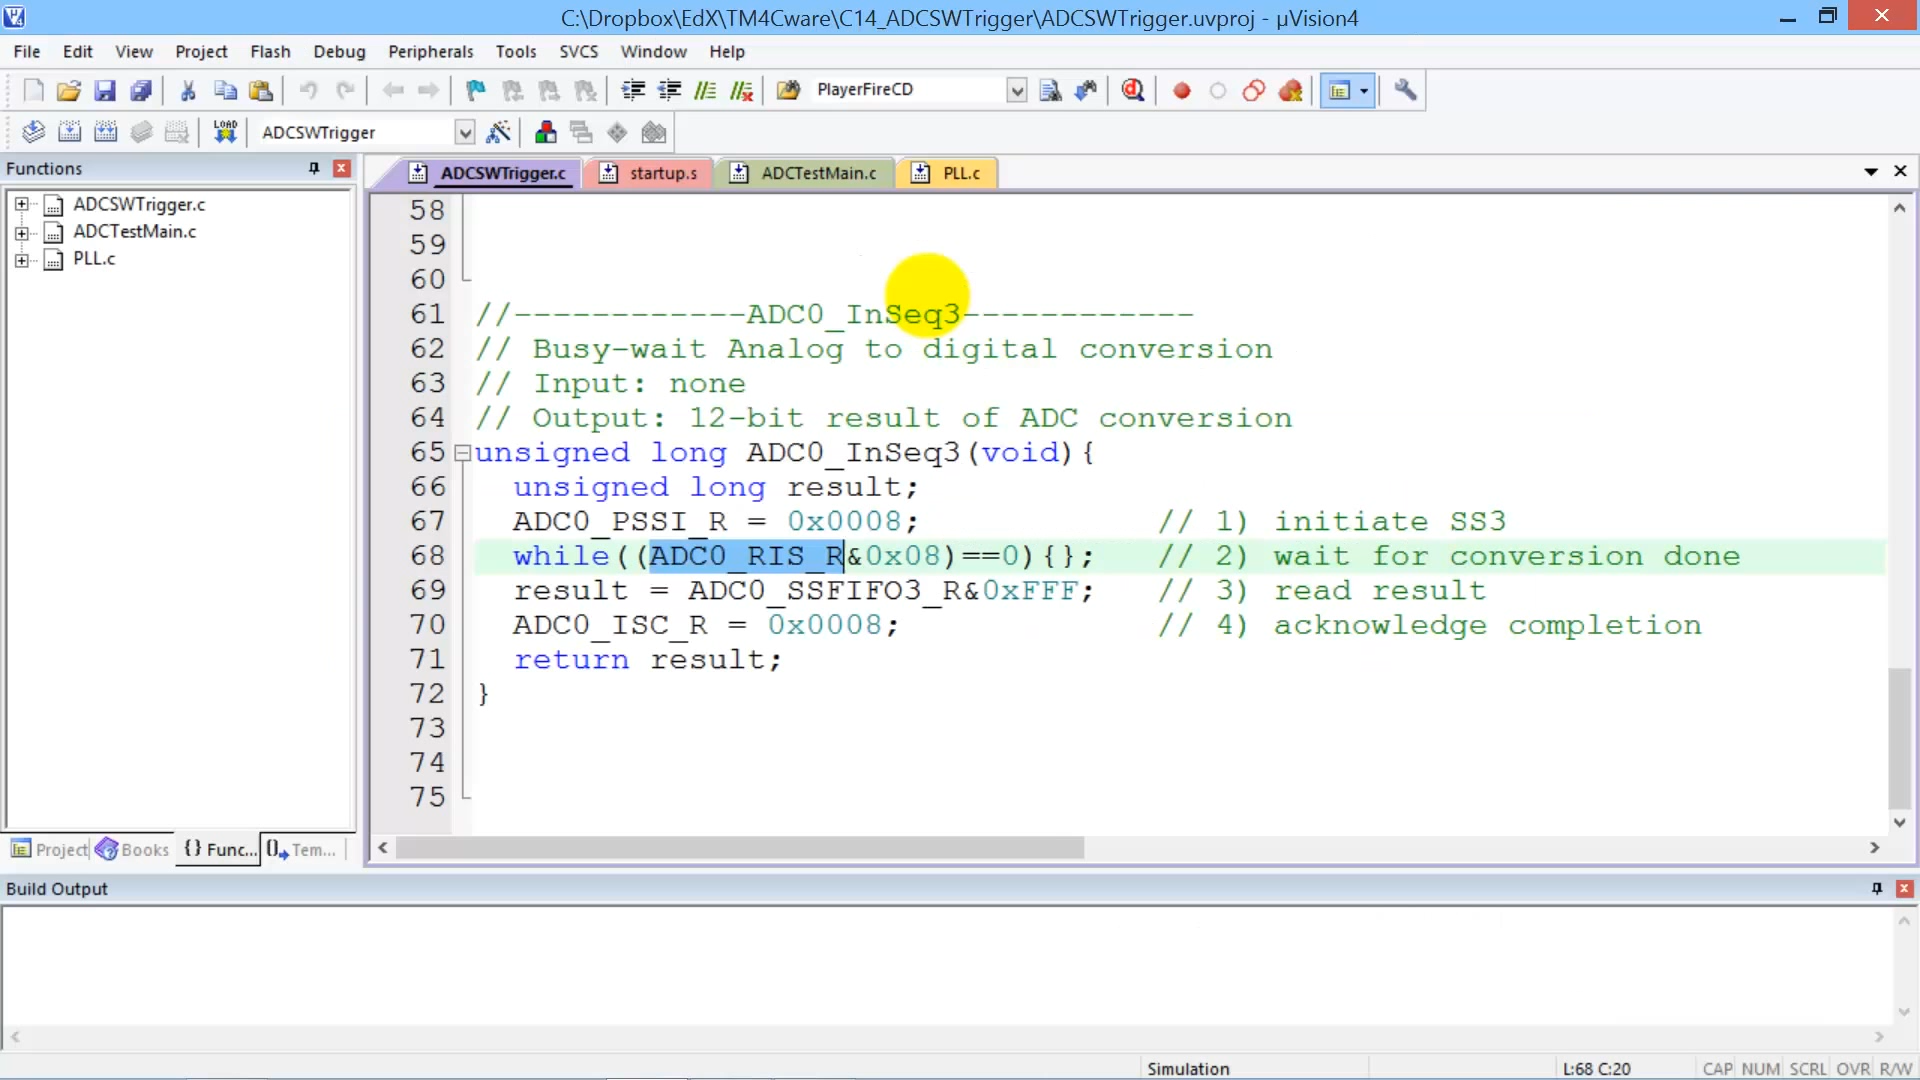 C:\Dropbox\EdX\TM4Cware\C14_ADCSWTrigger\ADCSWTrigger.uvproj - µVision4
File Edit View Project Flash Debug Peripherals Tools SVCS Window Help
PlayerFireCD
LOAD ADCSWTrigger
Functions
ADCSWTrigger.c
ADCTestMain.c
PLL.c
ADCSWTrigger.c startup.s ADCTestMain.c PLL.c
58
59
60
61 //------------ADC0_InSeq3------------
62 // Busy-wait Analog to digital conversion
63 // Input: none
64 // Output: 12-bit result of ADC conversion
65 unsigned long ADC0_InSeq3(void){
66 unsigned long result;
67 ADC0_PSSI_R = 0x0008; // 1) initiate SS3
68 while((ADC0_RIS_R&0x08)==0){}; // 2) wait for conversion done
69 result = ADC0_SSFIFO3_R&0xFFF; // 3) read result
70 ADC0_ISC_R = 0x0008; // 4) acknowledge completion
71 return result;
72 }
73
74
75
Project Books {} Func... Tem...
Build Output
Simulation L:68 C:20 CAP NUM SCRL OVR R/W